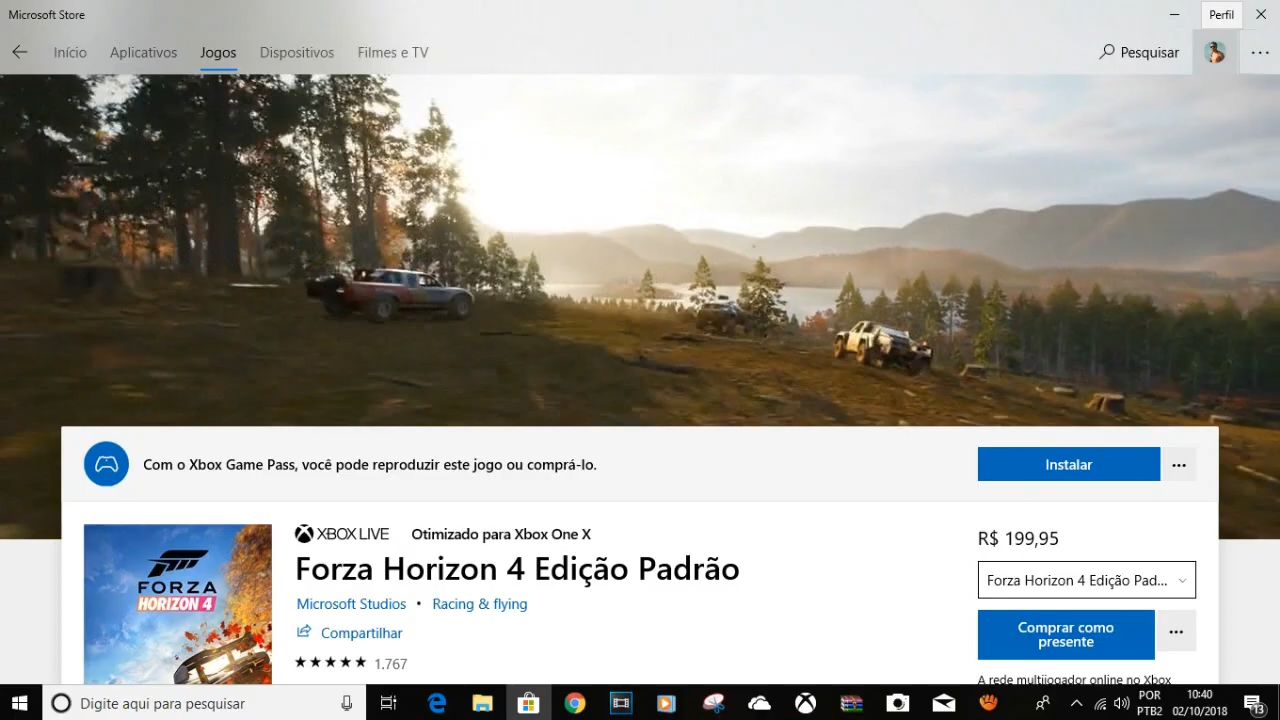 Microsoft Store
Perfil
Início Aplicativos Jogos Dispositivos Filmes e TV
Pesquisar
Com o Xbox Game Pass, você pode reproduzir este jogo ou comprá-lo.
Instalar
XBOX LIVE Otimizado para Xbox One X
Forza Horizon 4 Edição Padrão
Microsoft Studios • Racing & flying
Compartilhar
1.767
FORZA
HORIZON 4
R$ 199,95
Forza Horizon 4 Edição Pad...
Comprar como
presente
A rede multijogador online no Xbox
Digite aqui para pesquisar
POR
PTB2
10:40
02/10/2018
13